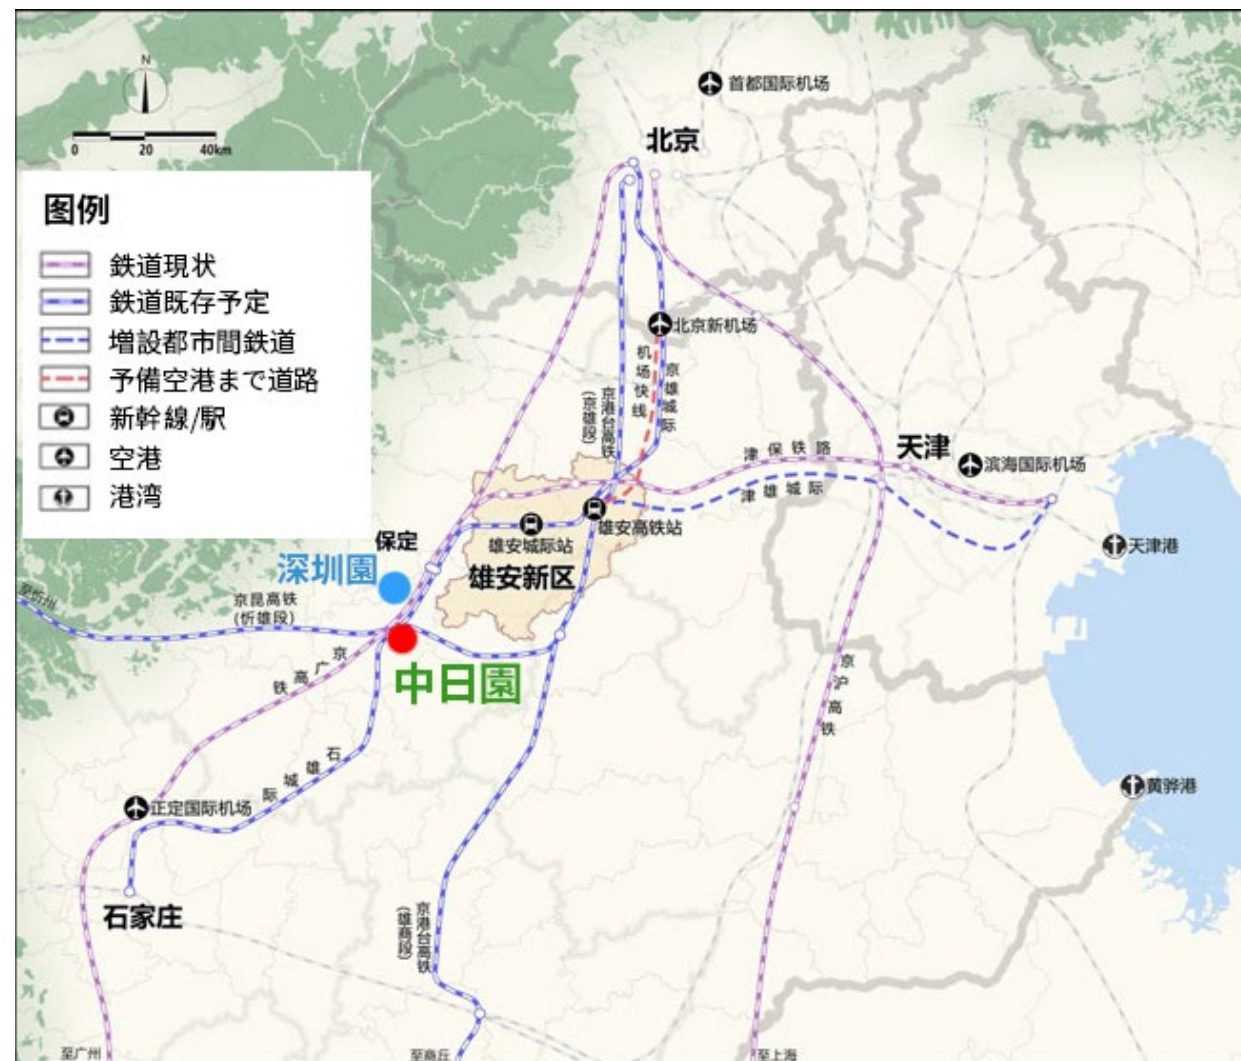 首都国际机场
N
北京
0 20 40km
图例
鉄道現状
鉄道既存予定
増設都市間鉄道
予備空港まで道路
新幹線/駅
空港
港湾
北京新机场
机场快线
京雄城际
京港台高铁
(京雄段)
天津
津保铁路
滨海国际机场
津雄城际
雄安高铁站
保定
雄安城际站
天津港
深圳園
雄安新区
至忻州
京昆高铁
(忻雄段)
中日園
京广高铁
京沪高铁
石雄城际
正定国际机场
黄骅港
石家庄
京港台高铁
(雄商段)
至广州
至商丘
至上海